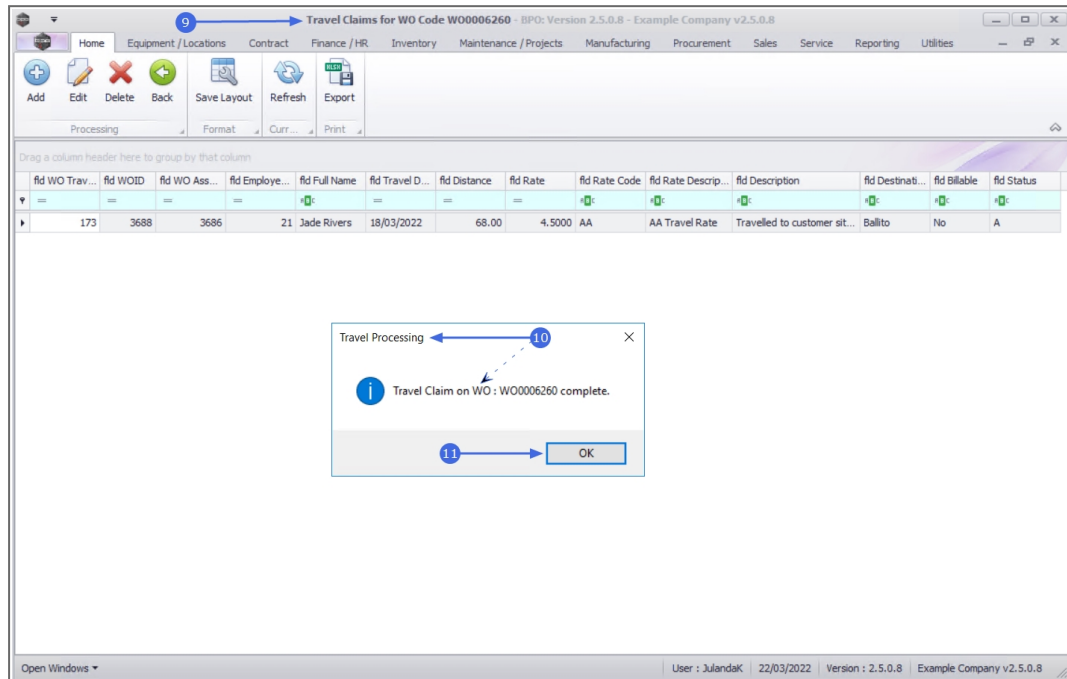 9
Travel Claims for WO Code WO0006260 - BPO: Version 2.5.0.8 - Example Company v2.5.0.8
Home Equipment / Locations Contract Finance / HR Inventory Maintenance / Projects Manufacturing Procurement Sales Service Reporting Utilities
Add Edit Delete Back Save Layout Refresh Export
Processing Format Curr... Print
Drag a column header here to group by that column
fld WO Trav... fld WOID fld WO Ass... fld Employe... fld Full Name fld Travel D... fld Distance fld Rate fld Rate Code fld Rate Descrip... fld Description fld Destinati... fld Billable fld Status
= = = = = = =
173 3688 3686 21 Jade Rivers 18/03/2022 68.00 4.5000 AA AA Travel Rate Travelled to customer sit... Ballito No A
Travel Processing 10
Travel Claim on WO : WO0006260 complete.
11 OK
Open Windows User : JulandaK 22/03/2022 Version : 2.5.0.8 Example Company v2.5.0.8